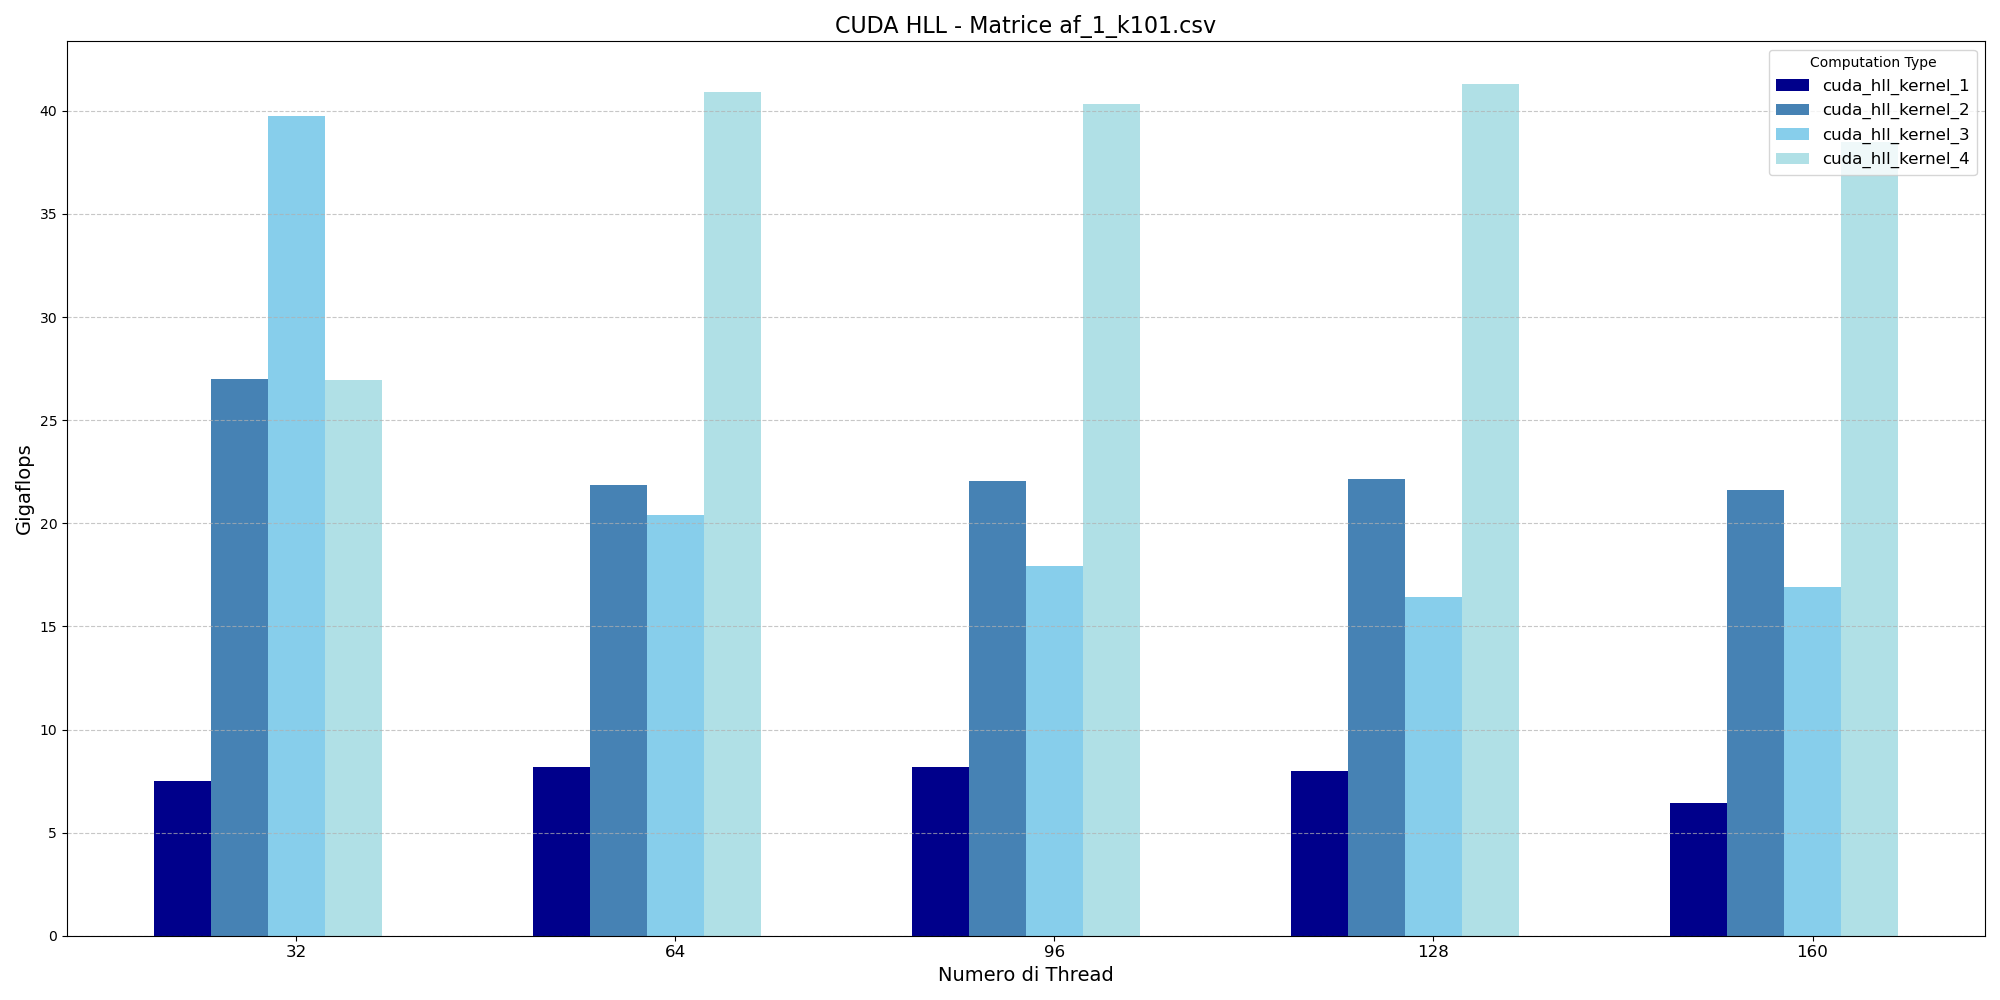 CUDA HLL - Matrice af_1_k101.csv
Computation Type
cuda_hll_kernel_1
cuda_hll_kernel_2
cuda_hll_kernel_3
cuda_hll_kernel_4
Gigaflops
40
35
30
25
20
15
10
5
0
32 64 96 128 160
Numero di Thread